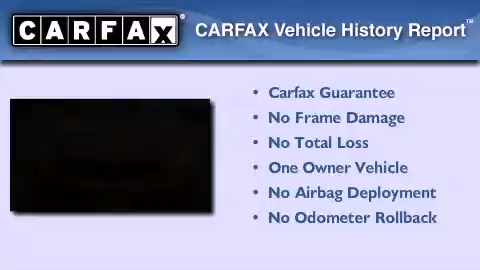 CARFAX® CARFAX Vehicle History Report™
• Carfax Guarantee
• No Frame Damage
• No Total Loss
• One Owner Vehicle
• No Airbag Deployment
• No Odometer Rollback